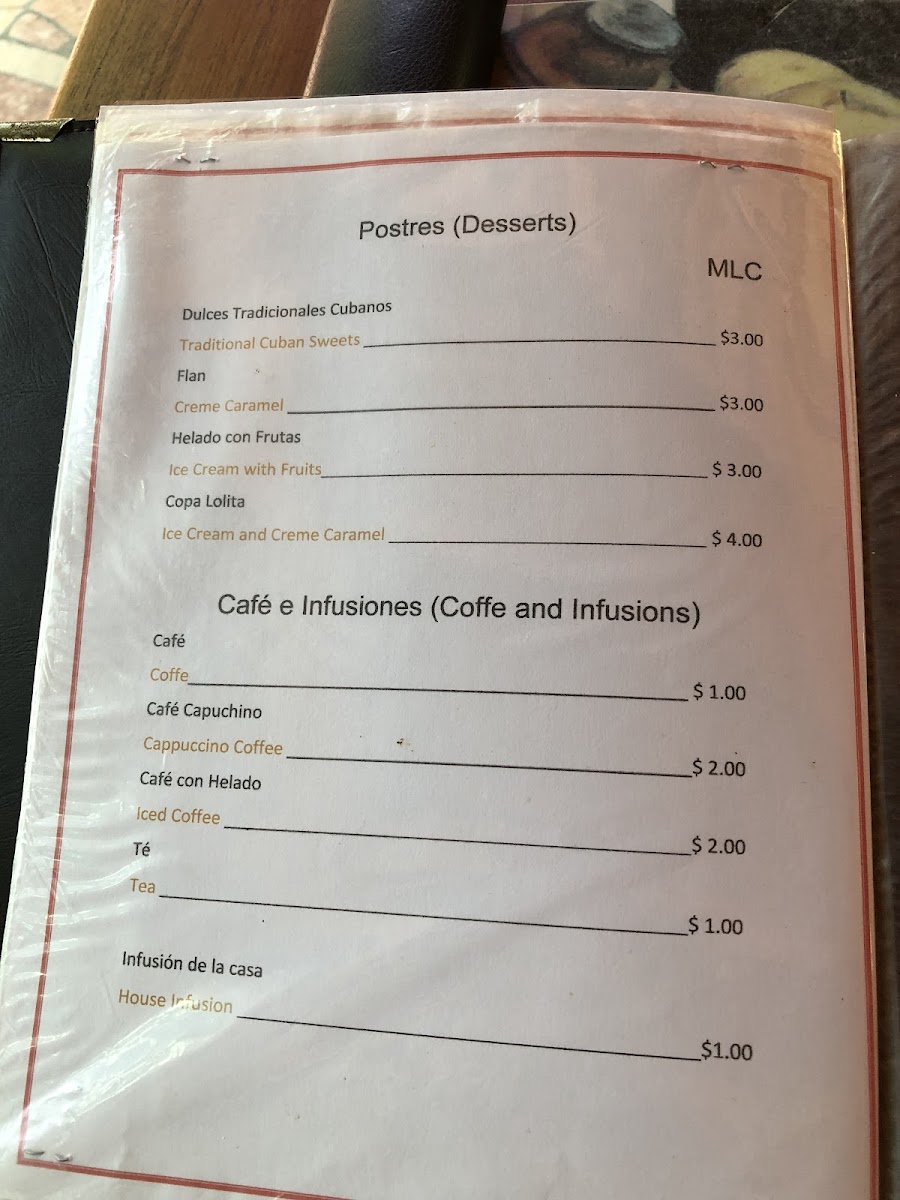 Postres (Desserts)
MLC
Dulces Tradicionales Cubanos
Traditional Cuban Sweets $3.00
Flan
Creme Caramel $3.00
Helado con Frutas
Ice Cream with Fruits $ 3.00
Copa Lolita
Ice Cream and Creme Caramel $ 4.00
Café e Infusiones (Coffe and Infusions)
Café
Coffe $ 1.00
Café Capuchino
Cappuccino Coffee $ 2.00
Café con Helado
Iced Coffee $ 2.00
Té
Tea $ 1.00
Infusión de la casa
House Infusion $1.00